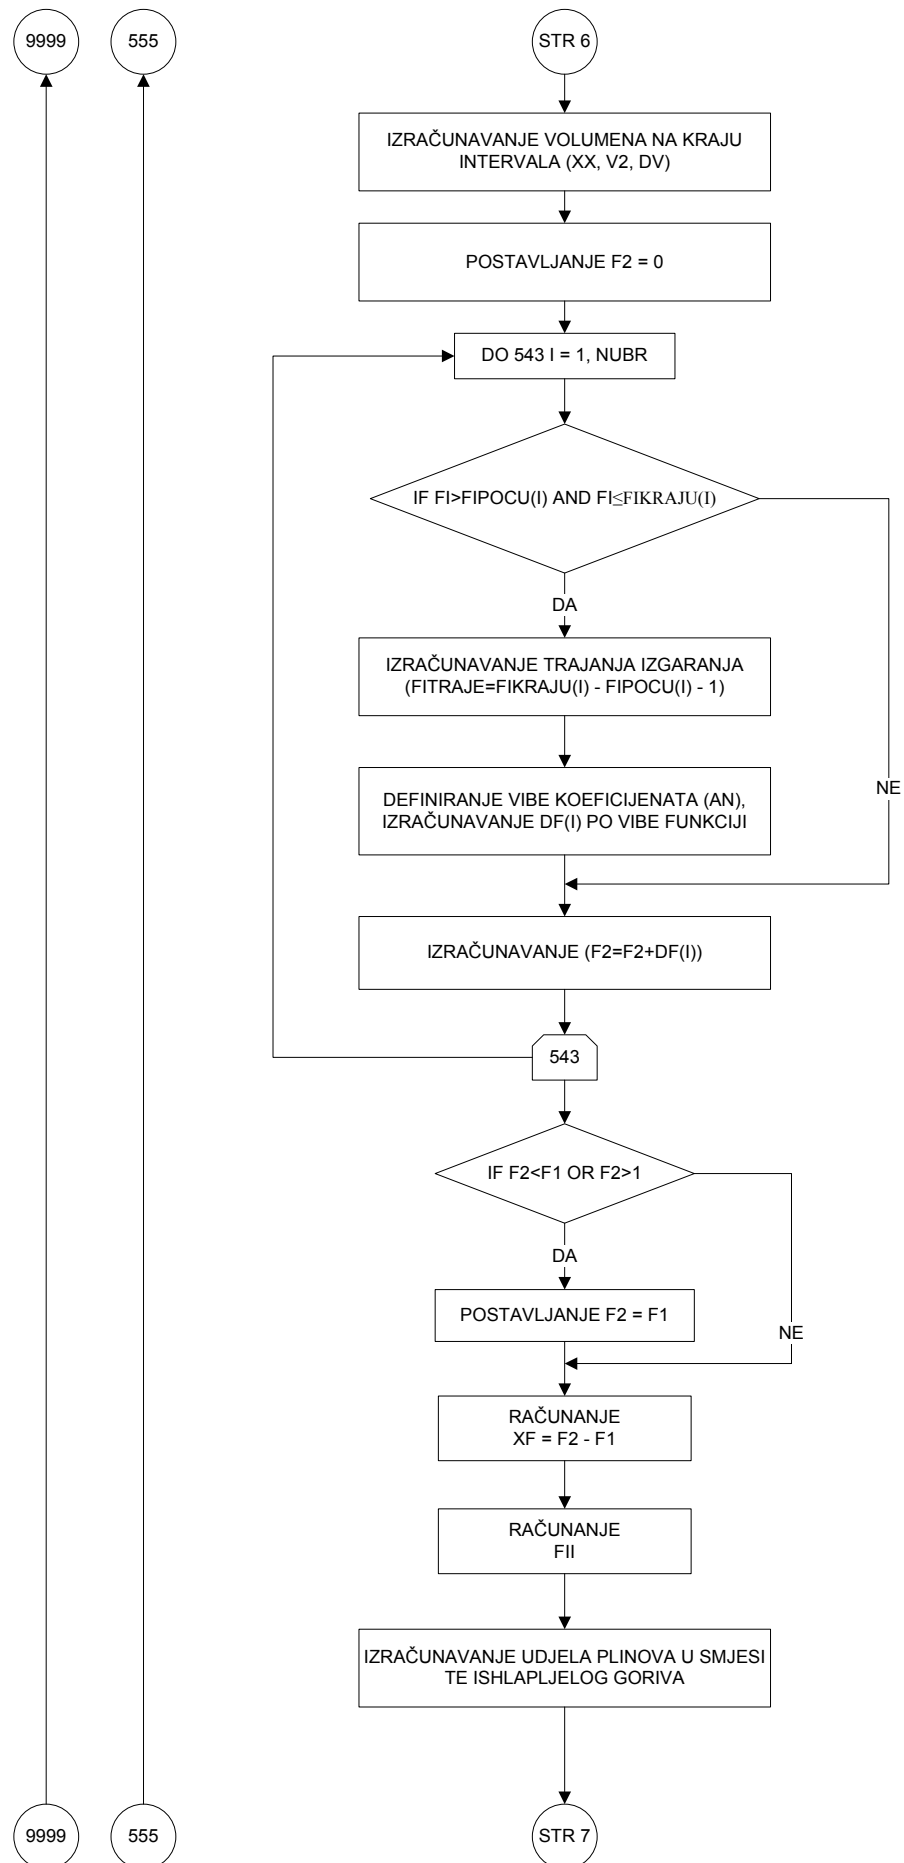 9999
555
STR 6
IZRAČUNAVANJE VOLUMENA NA KRAJU
INTERVALA (XX, V2, DV)
POSTAVLJANJE F2 = 0
DO 543 I = 1, NUBR
IF FI>FIPOCU(I) AND FI≤FIKRAJU(I)
DA
IZRAČUNAVANJE TRAJANJA IZGARANJA
(FITRAJE=FIKRAJU(I) - FIPOCU(I) - 1)
NE
DEFINIRANJE VIBE KOEFICIJENATA (AN),
IZRAČUNAVANJE DF(I) PO VIBE FUNKCIJI
IZRAČUNAVANJE (F2=F2+DF(I))
543
IF F2<F1 OR F2>1
DA
POSTAVLJANJE F2 = F1
NE
RAČUNANJE
XF = F2 - F1
RAČUNANJE
FII
IZRAČUNAVANJE UDJELA PLINOVA U SMJESI
TE ISHLAPLJELOG GORIVA
9999
555
STR 7